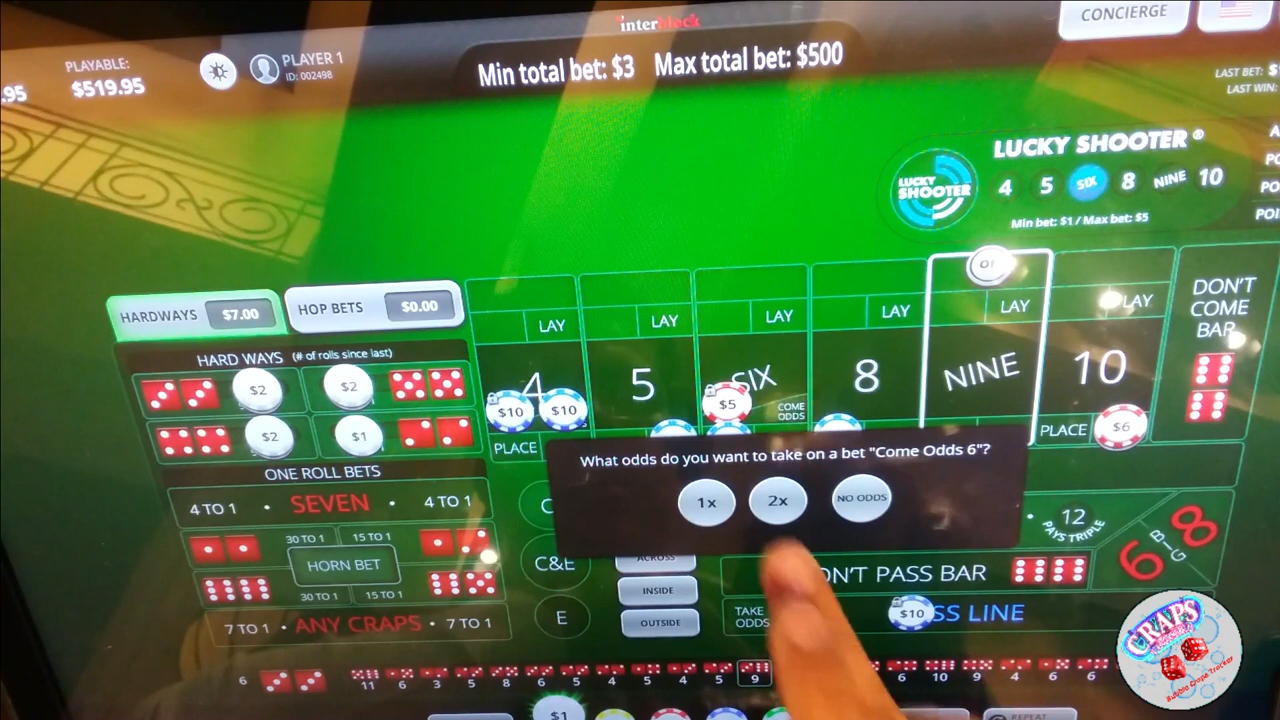 interblock
CONCIERGE
.95
PLAYABLE:
$519.95
PLAYER 1
ID: 002498
Min total bet: $3 Max total bet: $500
LAST BET:
LAST WIN:
LUCKY SHOOTER®
LUCKY SHOOTER
4 5 SIX 8 NINE 10
Min bet: $1 / Max bet: $5
HARDWAYS $7.00
HOP BETS $0.00
HARD WAYS (# of rolls since last)
$2 $2
$2 $1
LAY LAY LAY LAY LAY LAY
4 5 SIX 8 NINE 10
$10 $10 $5
COME ODDS
PLACE
PLACE $6
DON'T COME BAR
What odds do you want to take on a bet "Come Odds 6"?
1x 2x NO ODDS
ONE ROLL BETS
4 TO 1 • SEVEN • 4 TO 1
30 TO 1 15 TO 1
HORN BET
30 TO 1 15 TO 1
7 TO 1 • ANY CRAPS • 7 TO 1
C
C&E
E
ACROSS
INSIDE
OUTSIDE
12
PAYS TRIPLE
BIG
6 8
N'T PASS BAR
TAKE ODDS
$10 SS LINE
6 11 6 3 5 8 6 5 4 5 4 5 9 6 10 9 4 6 6
$1
REPEAT
CRAPS
Bubble Craps Tracker